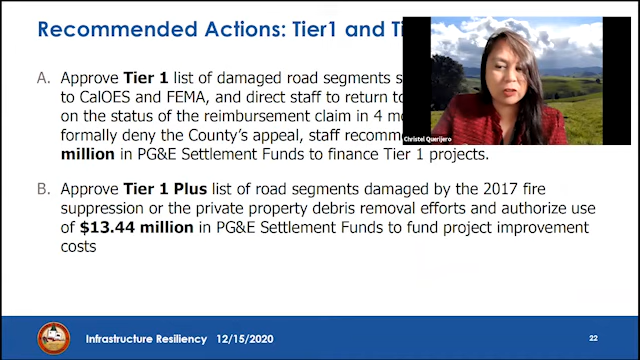 Recommended Actions: Tier1 and Ti
A. Approve Tier 1 list of damaged road segments s
to CalOES and FEMA, and direct staff to return to
on the status of the reimbursement claim in 4 mo
formally deny the County's appeal, staff recomm
million in PG&E Settlement Funds to finance Tier 1 projects.
Christel Querijero
B. Approve Tier 1 Plus list of road segments damaged by the 2017 fire
suppression or the private property debris removal efforts and authorize use
of $13.44 million in PG&E Settlement Funds to fund project improvement
costs
Infrastructure Resiliency 12/15/2020
22